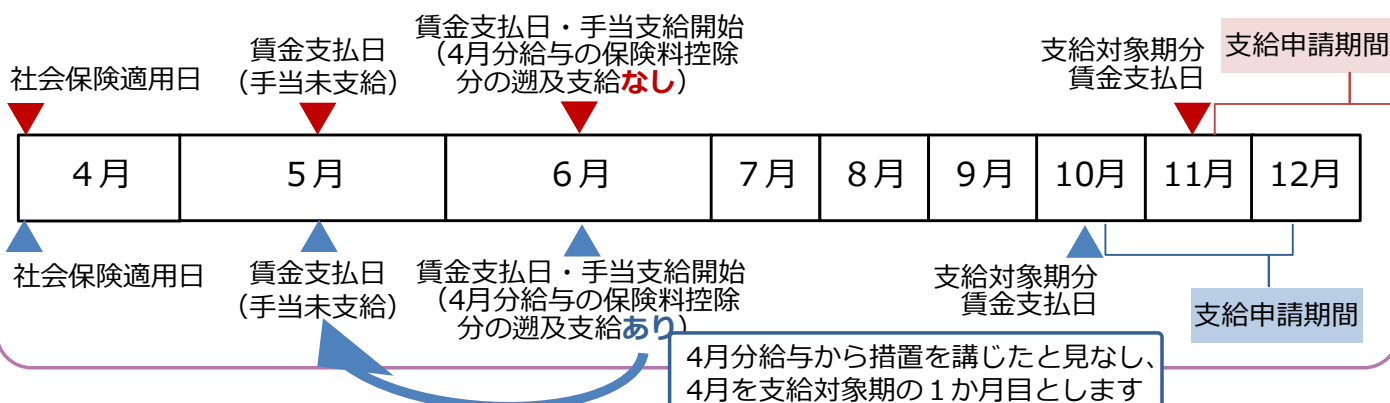 社会保険適用日
賃金支払日
(手当未支給)
賃金支払日・手当支給開始
(4月分給与の保険料控除
分の遡及支給なし)
支給対象期分
賃金支払日
支給申請期間
4月
5月
6月
7月
8月
9月
10月
11月
12月
社会保険適用日
賃金支払日
(手当未支給)
賃金支払日・手当支給開始
(4月分給与の保険料控除
分の遡及支給あり)
支給対象期分
賃金支払日
支給申請期間
4月分給与から措置を講じたと見なし、
4月を支給対象期の1か月目とします